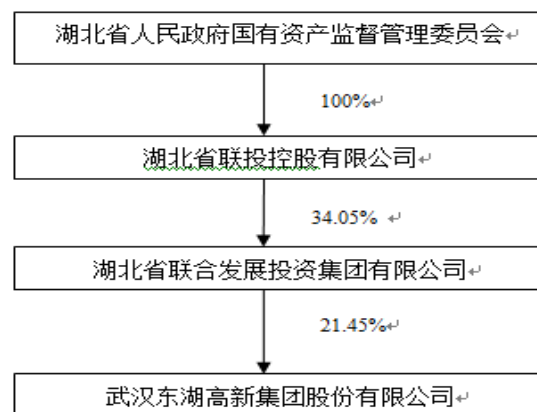 湖北省人民政府国有资产监督管理委员会
100%
湖北省联投控股有限公司
34.05%
湖北省联合发展投资集团有限公司
21.45%
武汉东湖高新集团股份有限公司